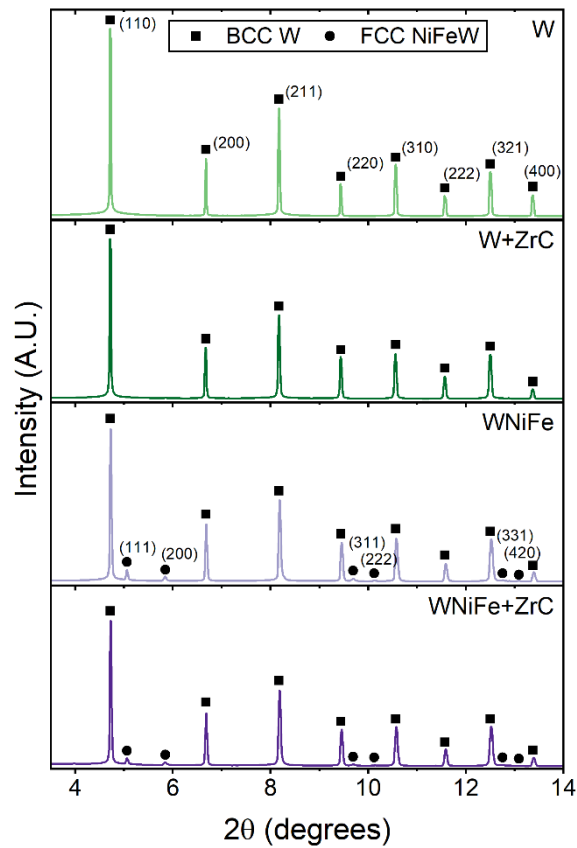 (110)
■ BCC W ● FCC NiFeW
W
(200)
(211)
(220)
(310)
(222)
(321)
(400)
W+ZrC
WNiFe
(111)
(200)
(311)
(222)
(331)
(420)
WNiFe+ZrC
Intensity (A.U.)
4 6 8 10 12 14
2θ (degrees)